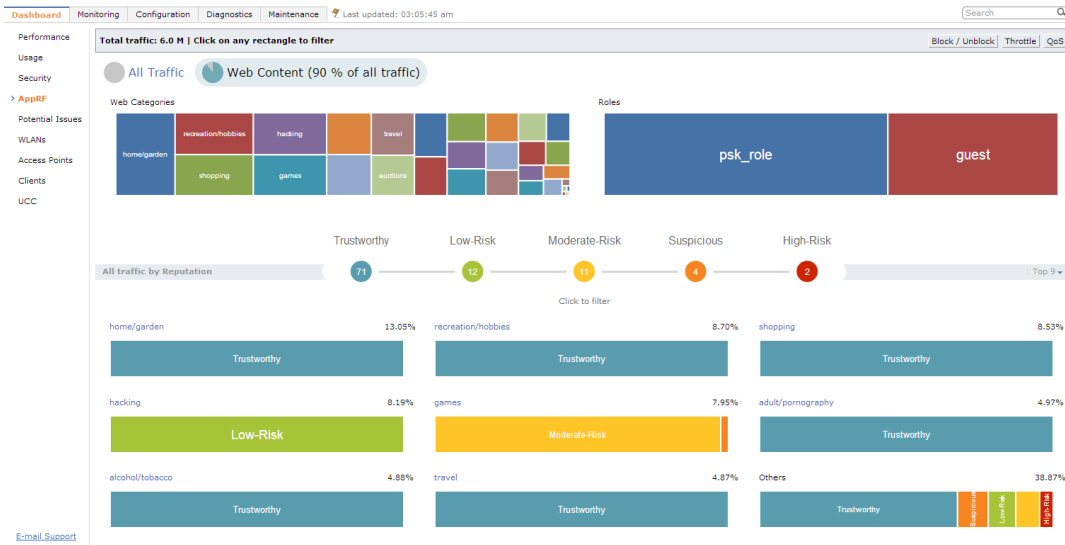 Dashboard Monitoring Configuration Diagnostics Maintenance Last updated: 03:05:45 am Search
Performance
Usage
Security
> AppRF
Potential Issues
WLANs
Access Points
Clients
UCC
E-mail Support
Total traffic: 6.0 M | Click on any rectangle to filter Block / Unblock Throttle QoS
All Traffic Web Content (90 % of all traffic)
Web Categories Roles
home/garden recreation/hobbies hacking travel
shopping games auctions
psk_role guest
Trustworthy Low-Risk Moderate-Risk Suspicious High-Risk
All traffic by Reputation 71 12 11 4 2 Top 9
Click to filter
home/garden 13.05% recreation/hobbies 8.70% shopping 8.53%
Trustworthy Trustworthy Trustworthy
hacking 8.19% games 7.95% adult/pornography 4.97%
Low-Risk Moderate-Risk Trustworthy
alcohol/tobacco 4.88% travel 4.87% Others 38.87%
Trustworthy Trustworthy Trustworthy Suspicious Low-Risk High-Risk